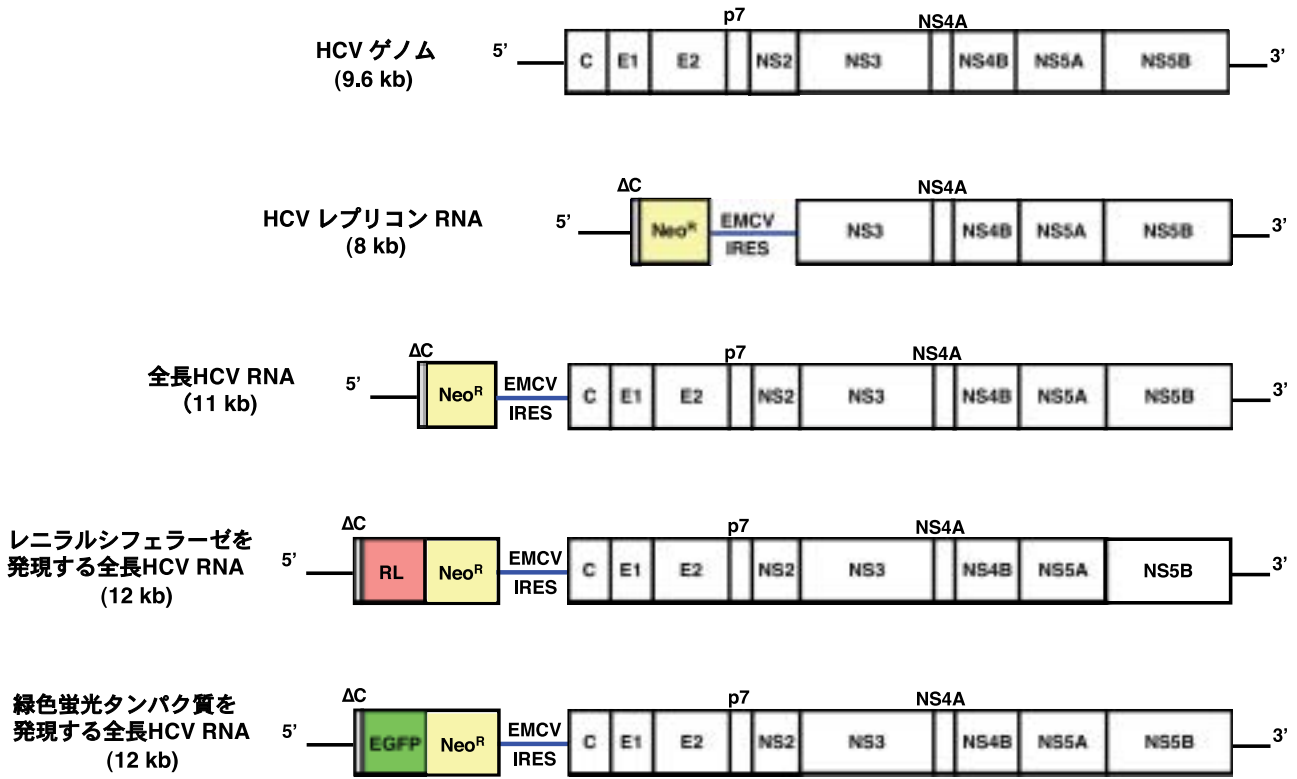 p7 NS4A
HCV ゲノム 5’ C E1 E2 NS2 NS3 NS4B NS5A NS5B 3’
(9.6 kb)
ΔC NS4A
HCV レプリコン RNA 5’ Neoᴿ EMCV NS3 NS4B NS5A NS5B 3’
(8 kb) IRES
ΔC p7 NS4A
全長HCV RNA 5’ Neoᴿ EMCV C E1 E2 NS2 NS3 NS4B NS5A NS5B 3’
(11 kb) IRES
ΔC p7 NS4A
レニラルシフェラーゼを 5’ EMCV 3’
発現する全長HCV RNA RL Neoᴿ IRES C E1 E2 NS2 NS3 NS4B NS5A NS5B
(12 kb)
ΔC p7 NS4A
緑色蛍光タンパク質を 5’ EMCV 3’
発現する全長HCV RNA EGFP Neoᴿ IRES C E1 E2 NS2 NS3 NS4B NS5A NS5B
(12 kb)